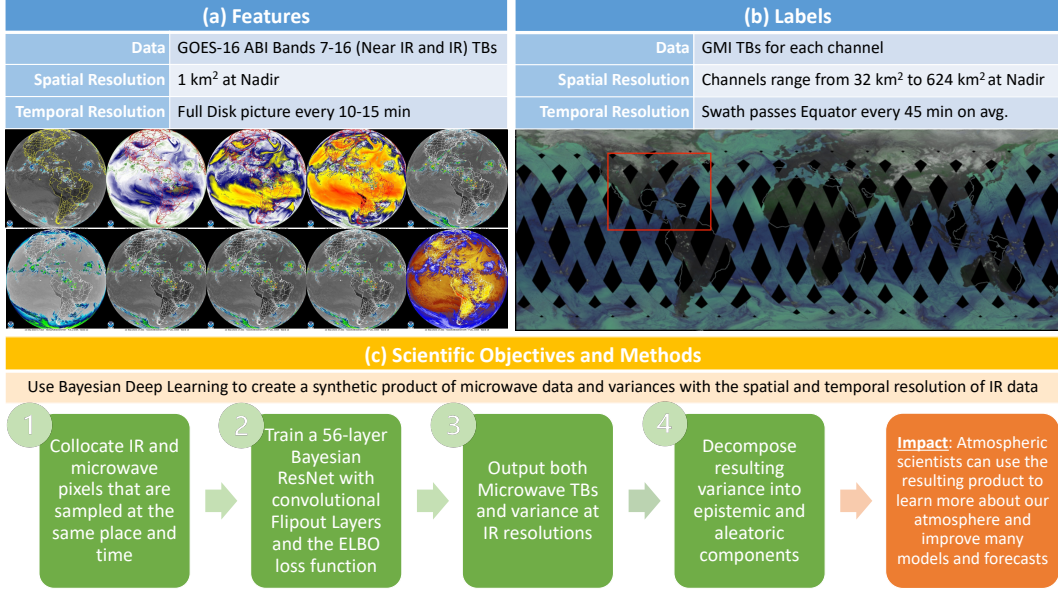 (a) Features
Data GOES-16 ABI Bands 7-16 (Near IR and IR) TBs
Spatial Resolution 1 km² at Nadir
Temporal Resolution Full Disk picture every 10-15 min
(b) Labels
Data GMI TBs for each channel
Spatial Resolution Channels range from 32 km² to 624 km² at Nadir
Temporal Resolution Swath passes Equator every 45 min on avg.
(c) Scientific Objectives and Methods
Use Bayesian Deep Learning to create a synthetic product of microwave data and variances with the spatial and temporal resolution of IR data
1
Collocate IR and
microwave
pixels that are
sampled at the
same place and
time
2
Train a 56-layer
Bayesian
ResNet with
convolutional
Flipout Layers
and the ELBO
loss function
3
Output both
Microwave TBs
and variance at
IR resolutions
4
Decompose
resulting
variance into
epistemic and
aleatoric
components
Impact: Atmospheric
scientists can use the
resulting product to
learn more about our
atmosphere and
improve many
models and forecasts